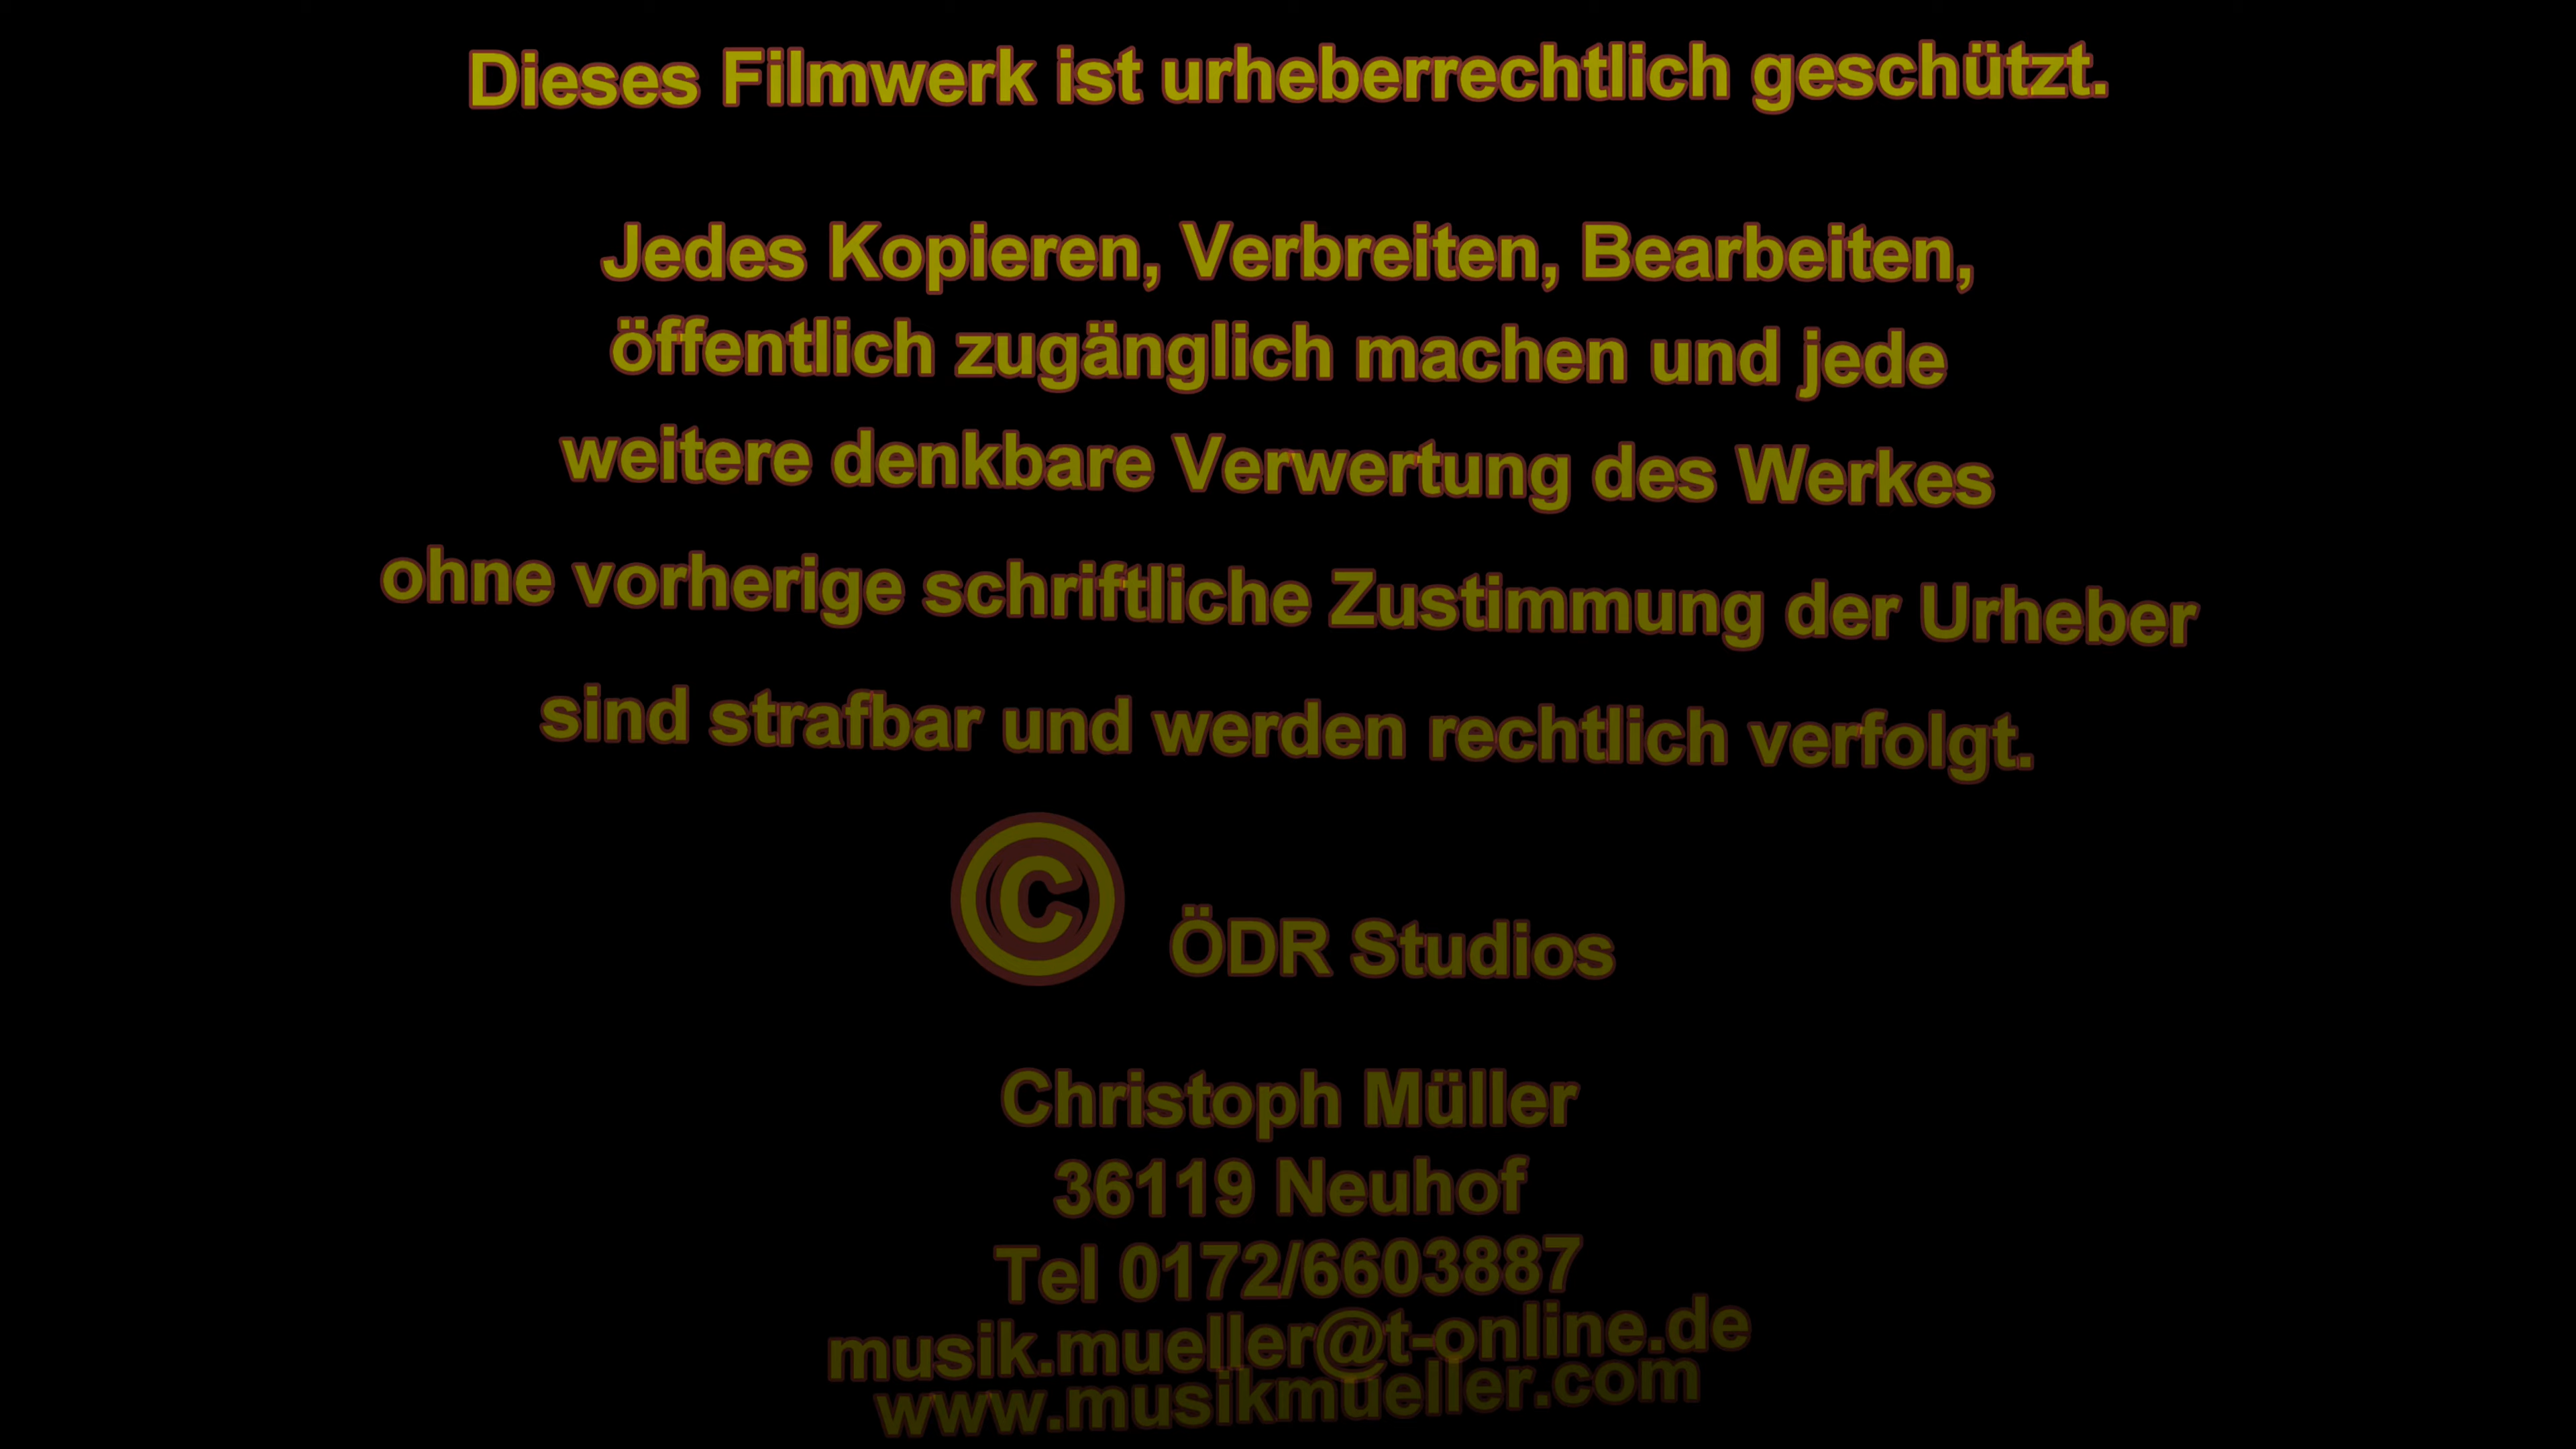 Dieses Filmwerk ist urheberrechtlich geschützt.
Jedes Kopieren, Verbreiten, Bearbeiten,
öffentlich zugänglich machen und jede
weitere denkbare Verwertung des Werkes
ohne vorherige schriftliche Zustimmung der Urheber
sind strafbar und werden rechtlich verfolgt.
© ÖDR Studios
Christoph Müller
36119 Neuhof
Tel 0172/6603887
musik.mueller@t-online.de
www.musikmueller.com